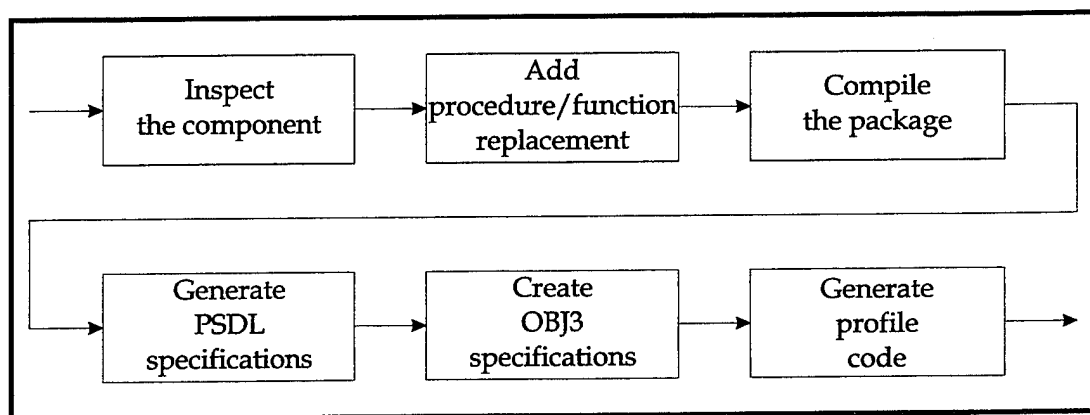 Inspect
the component
Add
procedure/function
replacement
Compile
the package
Generate
PSDL
specifications
Create
OBJ3
specifications
Generate
profile
code